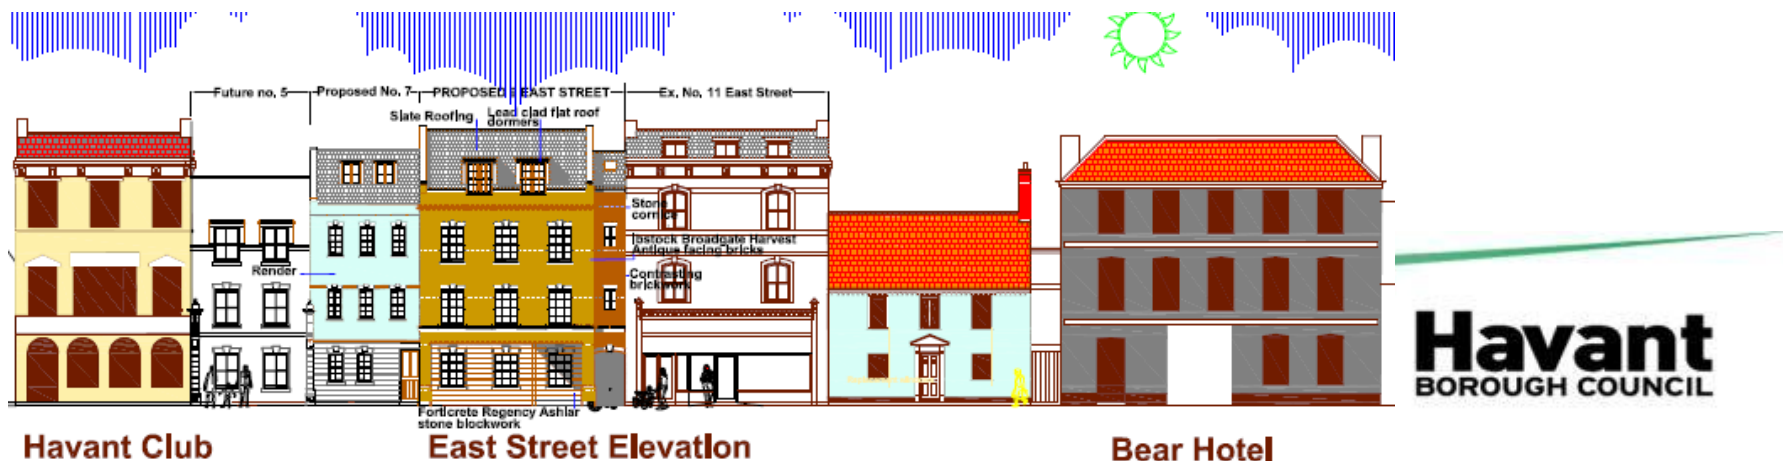 Future no, 5
Proposed No, 7
PROPOSED
EAST STREET
Ex, No, 11 East Street
Slate Roofing
Lead clad flat roof
dormers
Stone
cornice
Ibstock Broadgate Harvest
Antique facing bricks
Render
Contrasting
brickwork
Forticrete Regency Ashlar
stone blockwork
Havant Club
East Street Elevation
Bear Hotel
Havant
BOROUGH COUNCIL